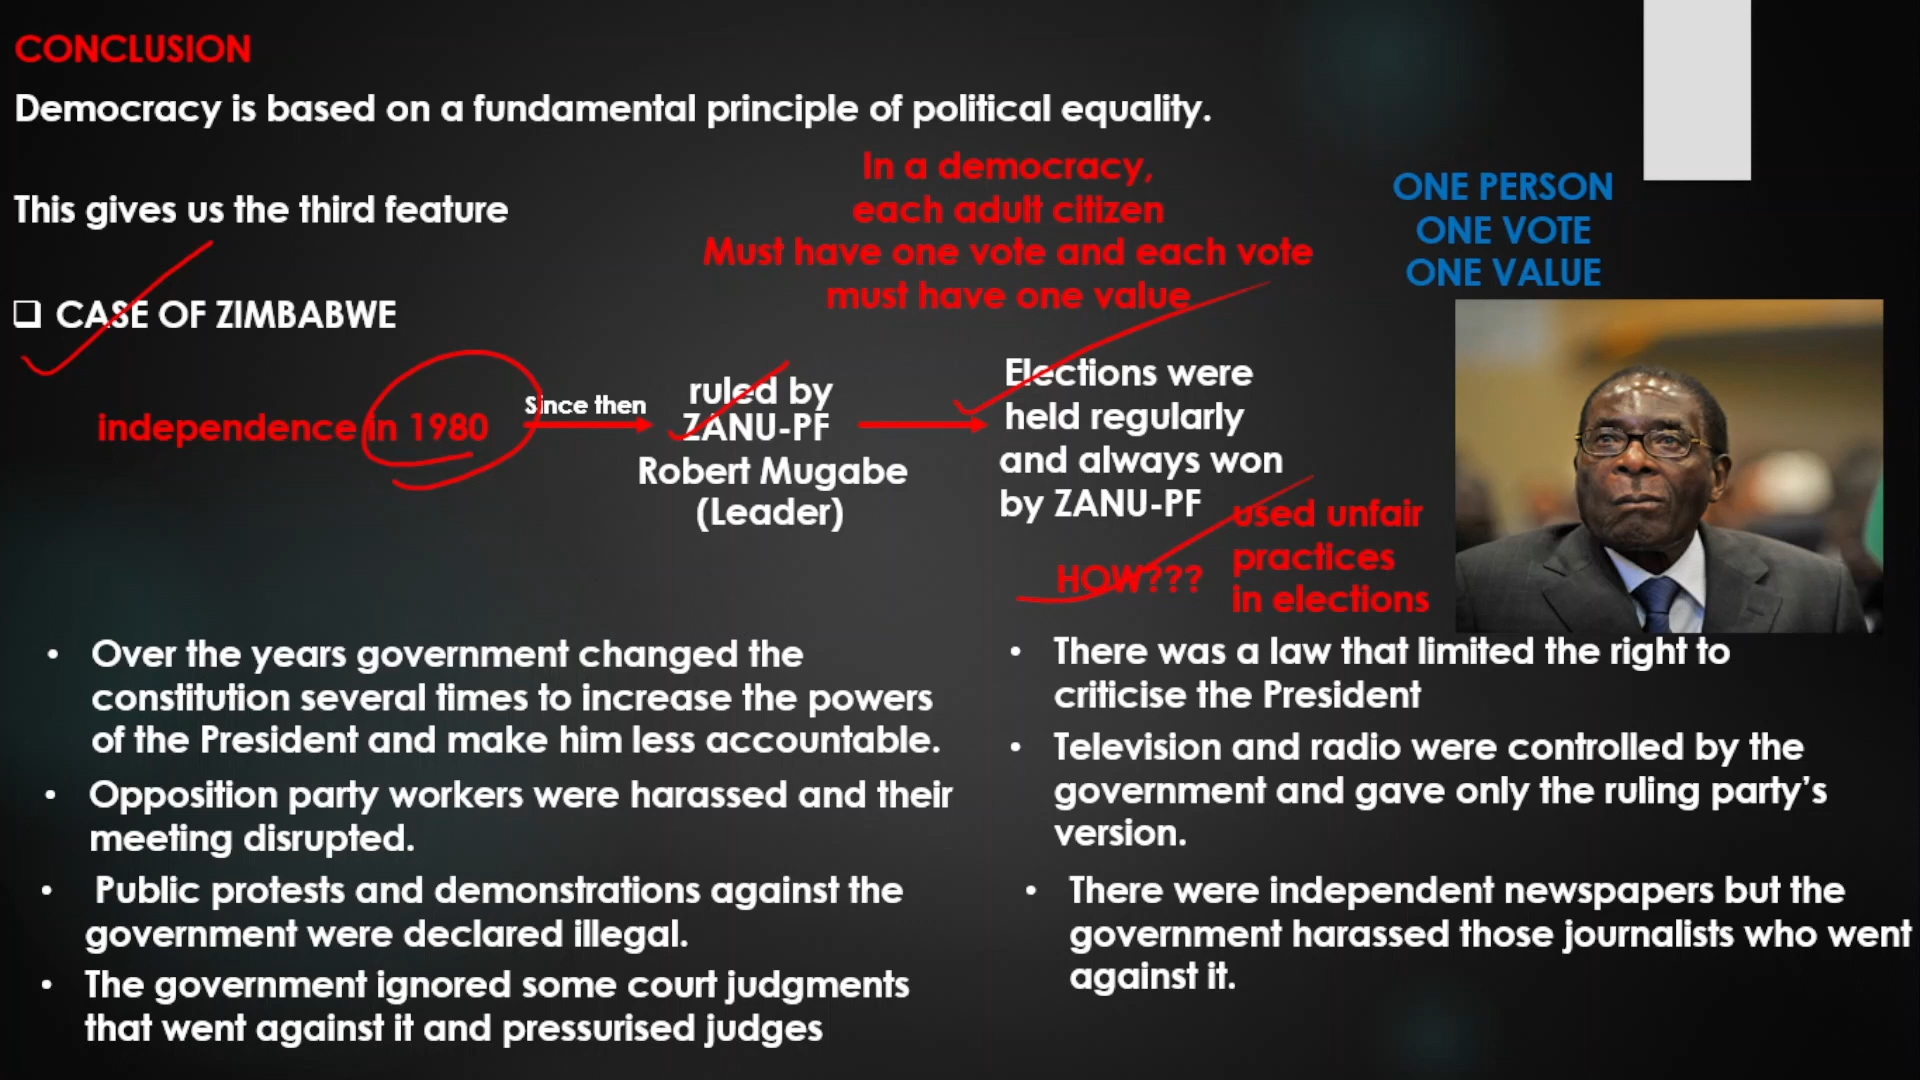 CONCLUSION
Democracy is based on a fundamental principle of political equality.
This gives us the third feature
In a democracy,
each adult citizen
Must have one vote and each vote
must have one value
ONE PERSON
ONE VOTE
ONE VALUE
CASE OF ZIMBABWE
independence in 1980
Since then
ruled by
ZANU-PF
Robert Mugabe
(Leader)
Elections were
held regularly
and always won
by ZANU-PF
HOW???
used unfair
practices
in elections
• Over the years government changed the
constitution several times to increase the powers
of the President and make him less accountable.
• Opposition party workers were harassed and their
meeting disrupted.
• Public protests and demonstrations against the
government were declared illegal.
• The government ignored some court judgments
that went against it and pressurised judges
• There was a law that limited the right to
criticise the President
• Television and radio were controlled by the
government and gave only the ruling party’s
version.
• There were independent newspapers but the
government harassed those journalists who went
against it.